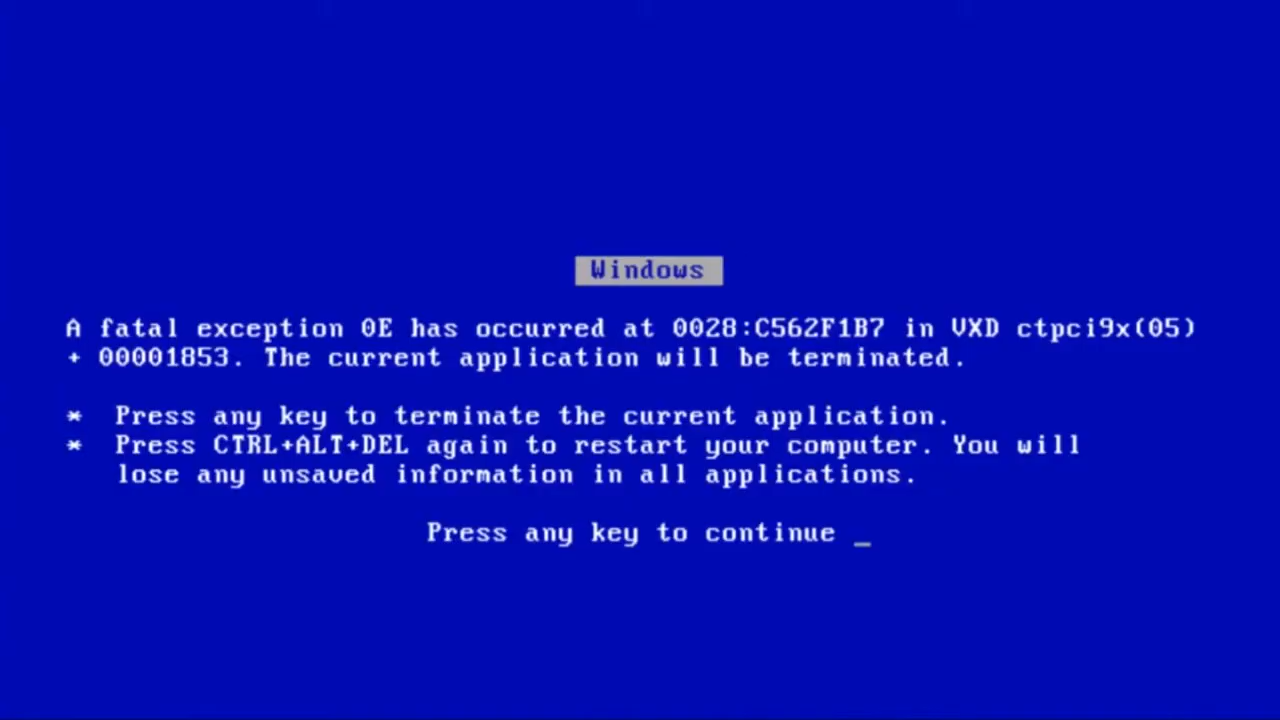 Windows
A fatal exception 0E has occurred at 0028:C562F1B7 in VXD ctpci9x(05)
+ 00001853. The current application will be terminated.
* Press any key to terminate the current application.
* Press CTRL+ALT+DEL again to restart your computer. You will
lose any unsaved information in all applications.
Press any key to continue _